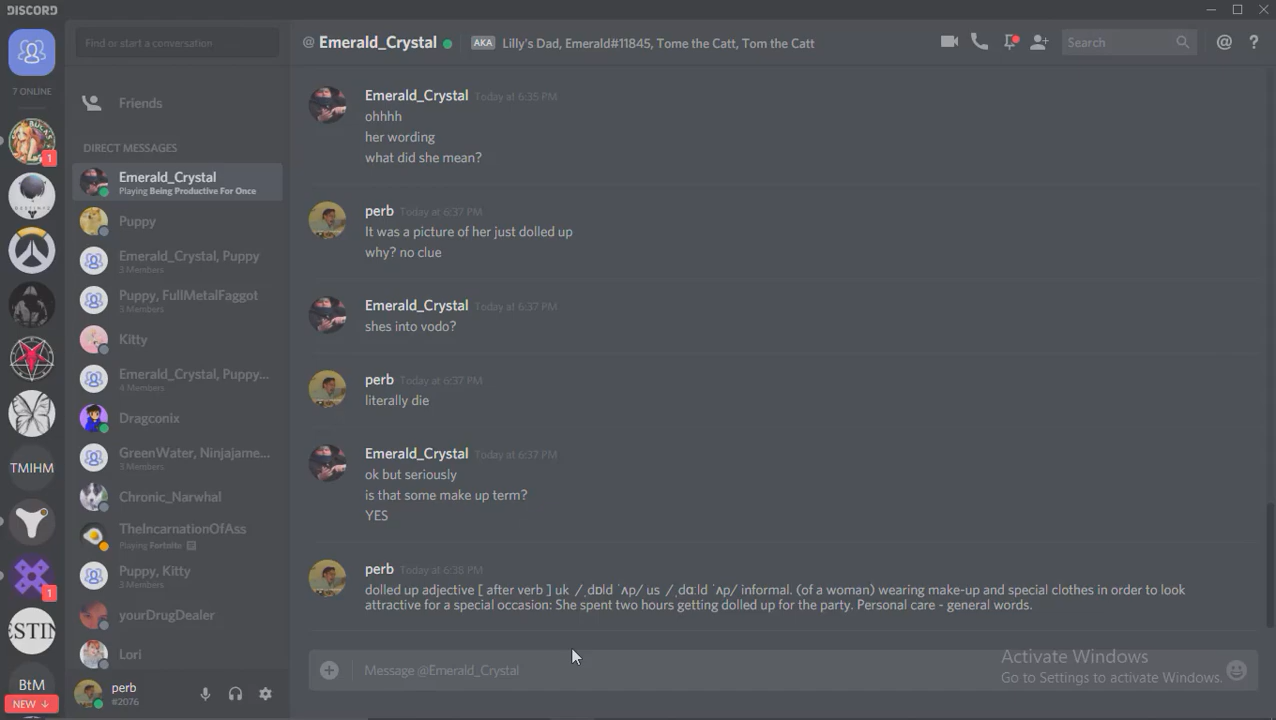 DISCORD
Find or start a conversation
@ Emerald_Crystal AKA Lilly's Dad, Emerald#11845, Tome the Catt, Tom the Catt
Search
7 ONLINE
Friends
DIRECT MESSAGES
Emerald_Crystal
Playing Being Productive For Once
Puppy
Emerald_Crystal, Puppy
3 Members
Puppy, FullMetalFaggot
3 Members
Kitty
Emerald_Crystal, Puppy...
4 Members
Dragconix
GreenWater, Ninjajame...
3 Members
Chronic_Narwhal
TheIncarnationOfAss
Playing Fortnite
Puppy, Kitty
3 Members
yourDrugDealer
Lori
perb
#2076
1
TMIHM
1
ESTIN
BtM
NEW ↓
Emerald_Crystal Today at 6:35 PM
ohhhh
her wording
what did she mean?
perb Today at 6:37 PM
It was a picture of her just dolled up
why? no clue
Emerald_Crystal Today at 6:37 PM
shes into vodo?
perb Today at 6:37 PM
literally die
Emerald_Crystal Today at 6:37 PM
ok but seriously
is that some make up term?
YES
perb Today at 6:38 PM
dolled up adjective [ after verb ] uk /ˌdɒld ˈʌp/ us /ˌdɑːld ˈʌp/ informal. (of a woman) wearing make-up and special clothes in order to look
attractive for a special occasion: She spent two hours getting dolled up for the party. Personal care - general words.
Message @Emerald_Crystal
Activate Windows
Go to Settings to activate Windows.